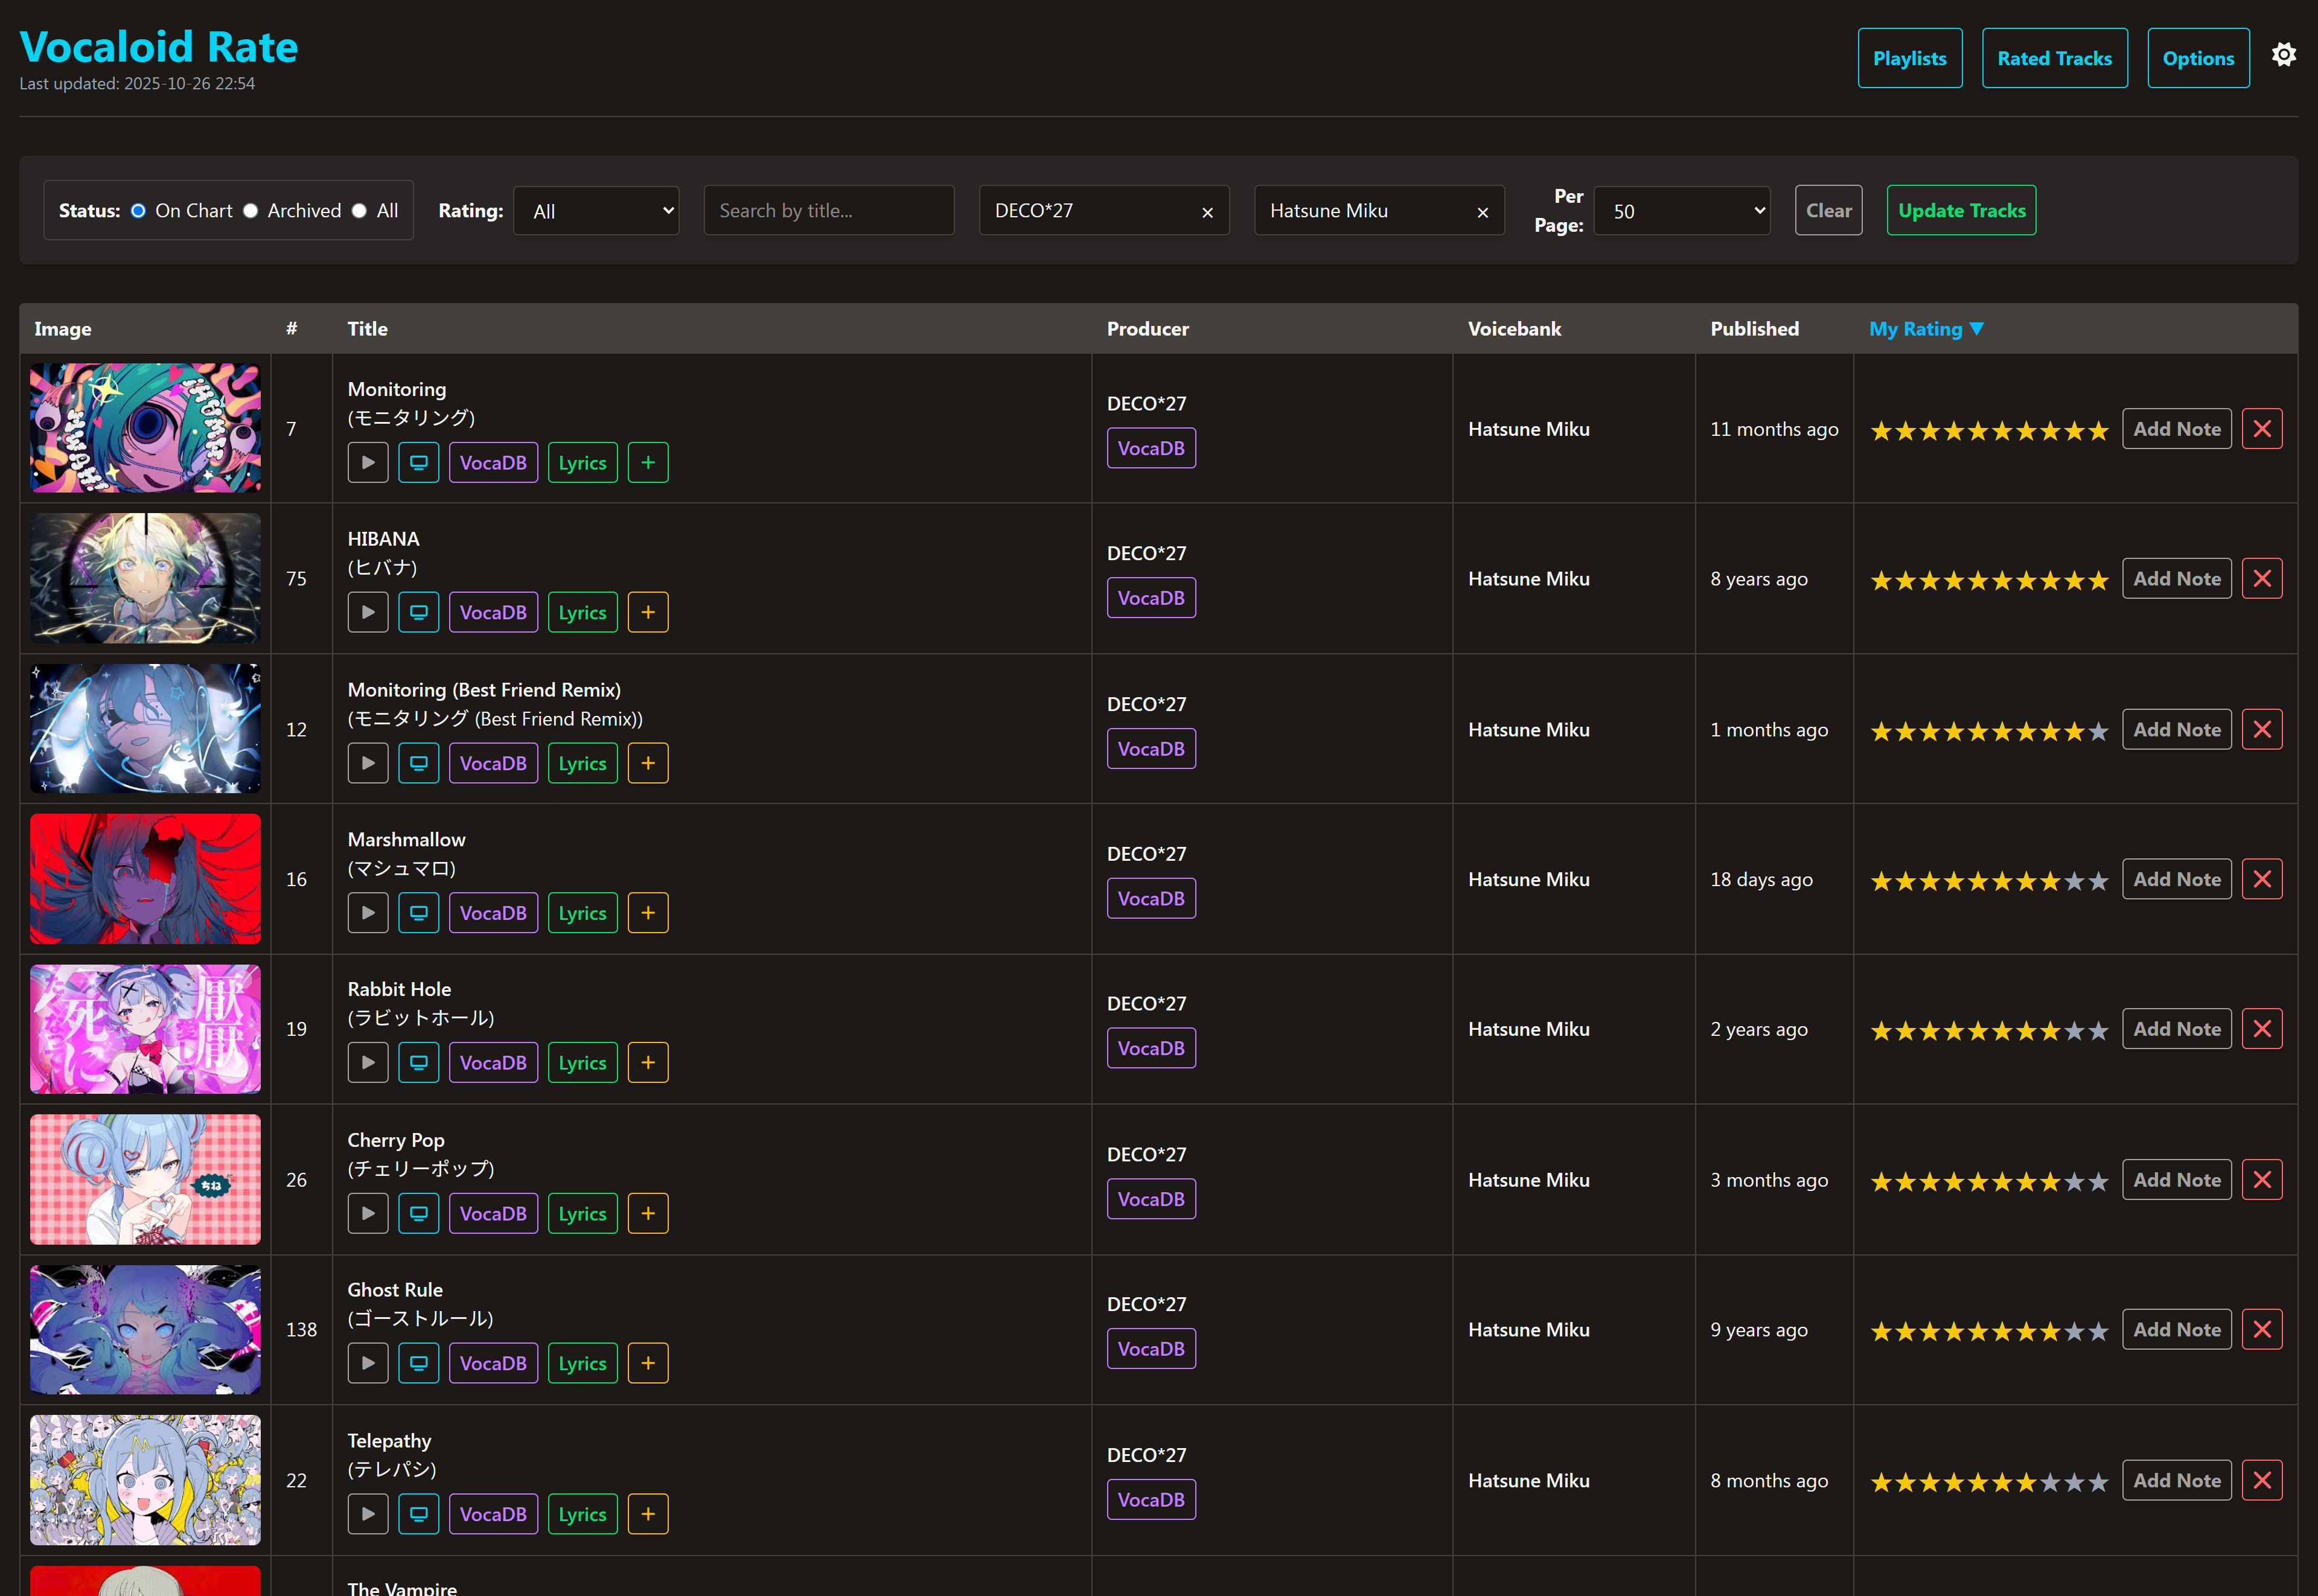 Vocaloid Rate
Last updated: 2025-10-26 22:54
Playlists
Rated Tracks
Options
Status: On Chart Archived All
Rating: All
Search by title...
DECO*27 ×
Hatsune Miku ×
Per
Page: 50
Clear
Update Tracks
Image # Title Producer Voicebank Published My Rating ▼
7
Monitoring
(モニタリング)
VocaDB Lyrics +
DECO*27
VocaDB
Hatsune Miku
11 months ago
Add Note
75
HIBANA
(ヒバナ)
VocaDB Lyrics +
DECO*27
VocaDB
Hatsune Miku
8 years ago
Add Note
12
Monitoring (Best Friend Remix)
(モニタリング (Best Friend Remix))
VocaDB Lyrics +
DECO*27
VocaDB
Hatsune Miku
1 months ago
Add Note
16
Marshmallow
(マシュマロ)
VocaDB Lyrics +
DECO*27
VocaDB
Hatsune Miku
18 days ago
Add Note
19
Rabbit Hole
(ラビットホール)
VocaDB Lyrics +
DECO*27
VocaDB
Hatsune Miku
2 years ago
Add Note
ちね
26
Cherry Pop
(チェリーポップ)
VocaDB Lyrics +
DECO*27
VocaDB
Hatsune Miku
3 months ago
Add Note
138
Ghost Rule
(ゴーストルール)
VocaDB Lyrics +
DECO*27
VocaDB
Hatsune Miku
9 years ago
Add Note
22
Telepathy
(テレパシ)
VocaDB Lyrics +
DECO*27
VocaDB
Hatsune Miku
8 months ago
Add Note
The Vampire